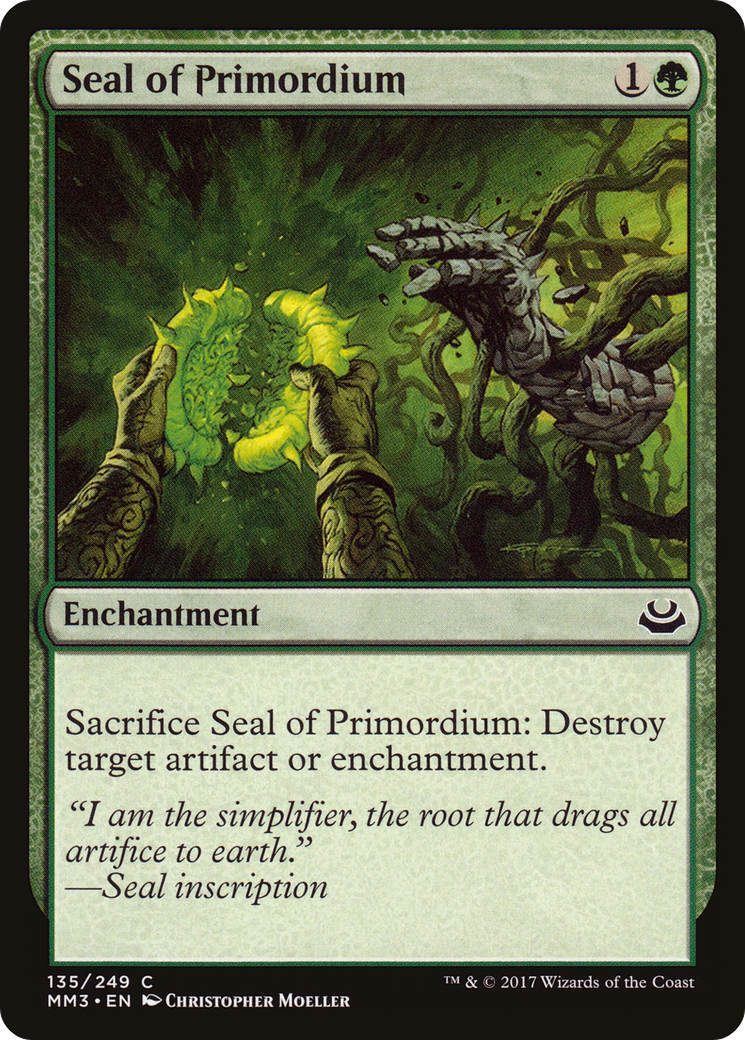 Seal of Primordium 1
Enchantment
Sacrifice Seal of Primordium: Destroy
target artifact or enchantment.
“I am the simplifier, the root that drags all
artifice to earth.”
—Seal inscription
135/249 C
MM3 • EN Christopher Moeller
™ & © 2017 Wizards of the Coast